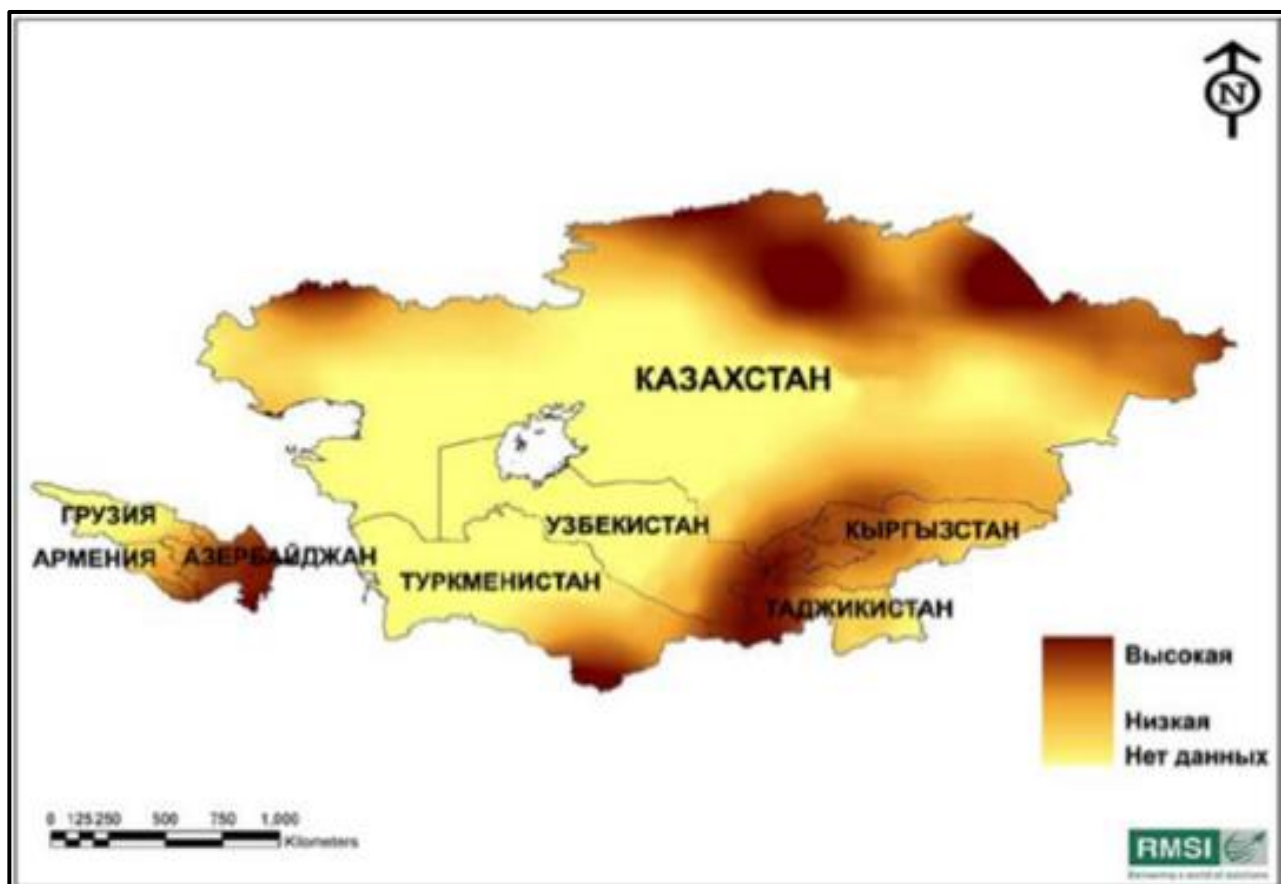 N
КАЗАХСТАН
ГРУЗИЯ
УЗБЕКИСТАН
КЫРГЫЗСТАН
АРМЕНИЯ
АЗЕРБАЙДЖАН
ТУРКМЕНИСТАН
ТАДЖИКИСТАН
Высокая
Низкая
Нет данных
0 125 250 500 750 1,000
Kilometers
RMSI